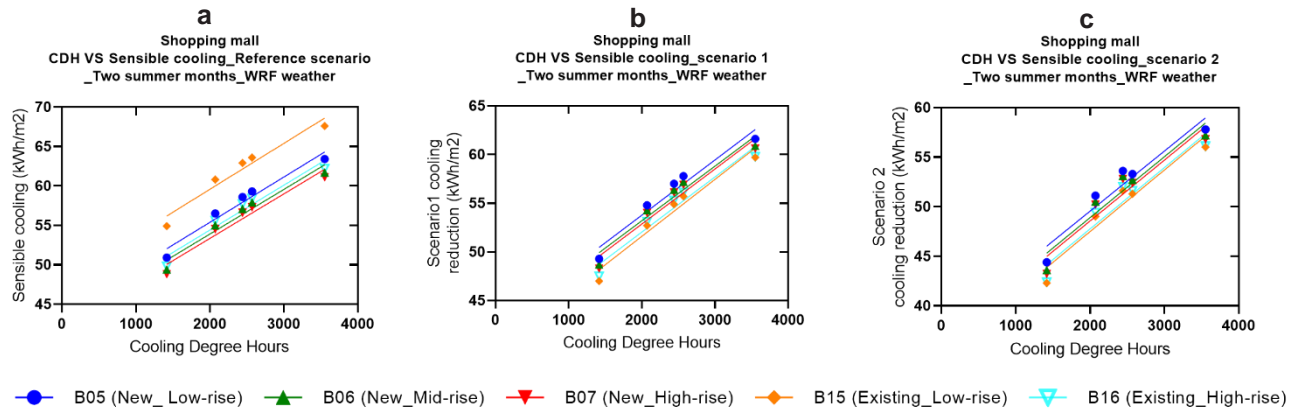 a
Shopping mall
CDH VS Sensible cooling_Reference scenario
_Two summer months_WRF weather
70
65
60
55
50
45
Sensible cooling (kWh/m2)
0
1000
2000
3000
4000
Cooling Degree Hours
b
Shopping mall
CDH VS Sensible cooling_scenario 1
_Two summer months_WRF weather
65
60
55
50
45
Scenario1 cooling
reduction (kWh/m2)
0
1000
2000
3000
4000
Cooling Degree Hours
c
Shopping mall
CDH VS Sensible cooling_scenario 2
_Two summer months_WRF weather
60
55
50
45
40
Scenario 2
cooling reduction (kWh/m2)
0
1000
2000
3000
4000
Cooling Degree Hours
B05 (New_ Low-rise)
B06 (New_Mid-rise)
B07 (New_High-rise)
B15 (Existing_Low-rise)
B16 (Existing_High-rise)